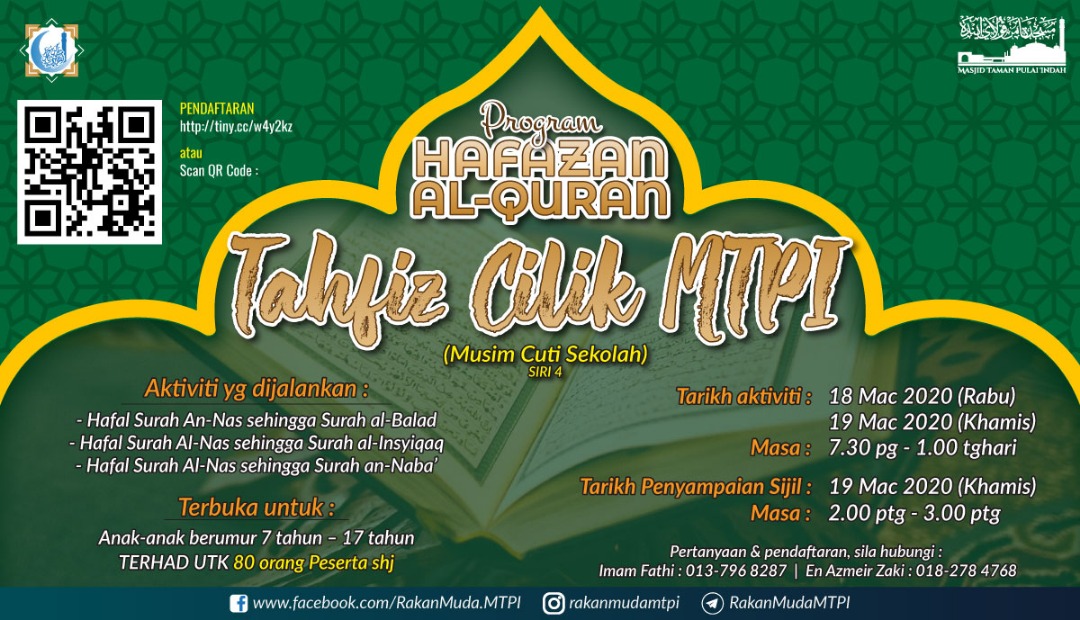 PENDAFTARAN
http://tiny.cc/w4y2kz
atau
Scan QR Code :
MASJID TAMAN PULAI INDAH
Program
HAFAZAN
AL-QURAN
Tahfiz Cilik MTPI
(Musim Cuti Sekolah)
SIRI 4
Aktiviti yg dijalankan :
- Hafal Surah An-Nas sehingga Surah al-Balad
- Hafal Surah Al-Nas sehingga Surah al-Insyiqaq
- Hafal Surah Al-Nas sehingga Surah an-Naba'
Terbuka untuk :
Anak-anak berumur 7 tahun – 17 tahun
TERHAD UTK 80 orang Peserta shj
Tarikh aktiviti : 18 Mac 2020 (Rabu)
19 Mac 2020 (Khamis)
Masa : 7.30 pg - 1.00 tghari
Tarikh Penyampaian Sijil : 19 Mac 2020 (Khamis)
Masa : 2.00 ptg - 3.00 ptg
Pertanyaan & pendaftaran, sila hubungi :
Imam Fathi : 013-796 8287 | En Azmeir Zaki : 018-278 4768
www.facebook.com/RakanMuda.MTPI rakanmudamtpi RakanMudaMTPI